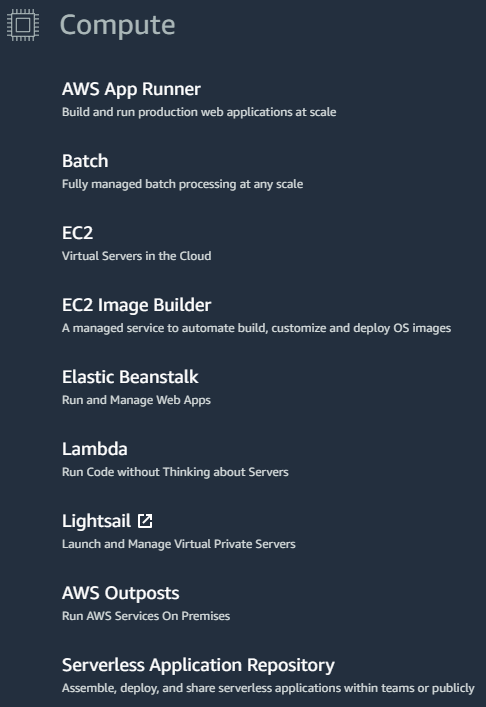 Compute
AWS App Runner
Build and run production web applications at scale
Batch
Fully managed batch processing at any scale
EC2
Virtual Servers in the Cloud
EC2 Image Builder
A managed service to automate build, customize and deploy OS images
Elastic Beanstalk
Run and Manage Web Apps
Lambda
Run Code without Thinking about Servers
Lightsail
Launch and Manage Virtual Private Servers
AWS Outposts
Run AWS Services On Premises
Serverless Application Repository
Assemble, deploy, and share serverless applications within teams or publicly